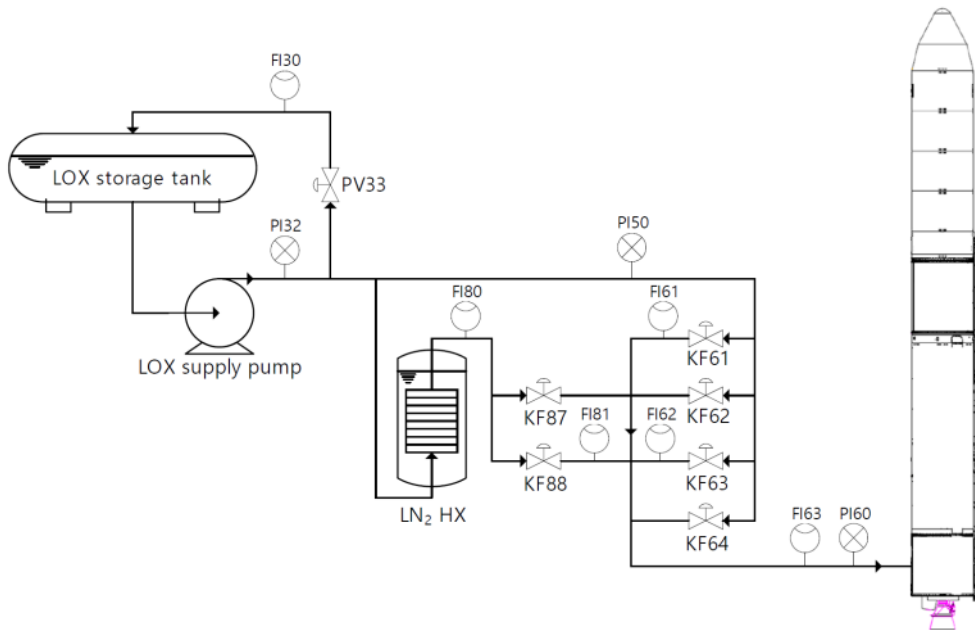 FI30
LOX storage tank
PV33
PI32
PI50
FI80
FI61
LOX supply pump
KF61
KF87
FI81
FI62
KF62
KF88
KF63
LN₂ HX
KF64
FI63
PI60